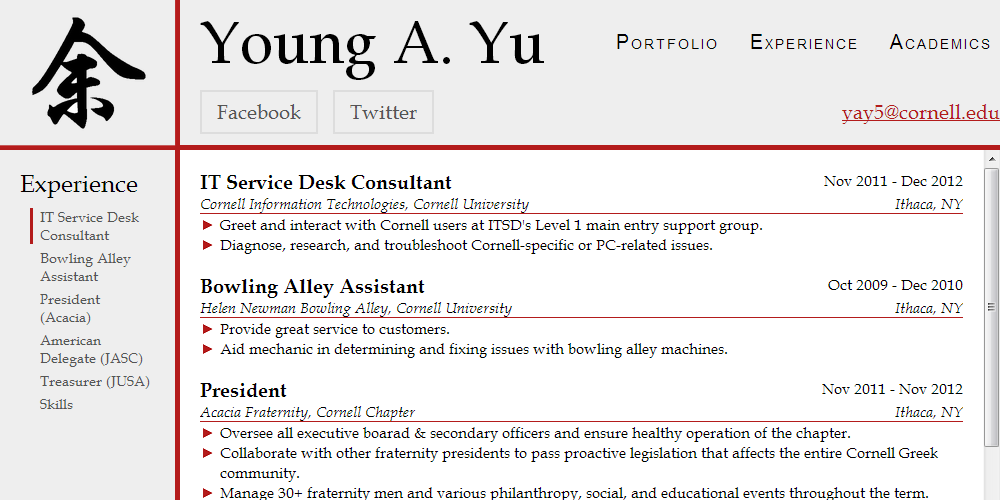 余
Young A. Yu
Portfolio
Experience
Academics
Facebook
Twitter
yay5@cornell.edu
Experience
IT Service Desk
Consultant
Bowling Alley
Assistant
President
(Acacia)
American
Delegate (JASC)
Treasurer (JUSA)
Skills
IT Service Desk Consultant
Nov 2011 - Dec 2012
Cornell Information Technologies, Cornell University
Ithaca, NY
► Greet and interact with Cornell users at ITSD's Level 1 main entry support group.
► Diagnose, research, and troubleshoot Cornell-specific or PC-related issues.
Bowling Alley Assistant
Oct 2009 - Dec 2010
Helen Newman Bowling Alley, Cornell University
Ithaca, NY
► Provide great service to customers.
► Aid mechanic in determining and fixing issues with bowling alley machines.
President
Nov 2011 - Nov 2012
Acacia Fraternity, Cornell Chapter
Ithaca, NY
► Oversee all executive boarad & secondary officers and ensure healthy operation of the chapter.
► Collaborate with other fraternity presidents to pass proactive legislation that affects the entire Cornell Greek
community.
► Manage 30+ fraternity men and various philanthropy, social, and educational events throughout the term.